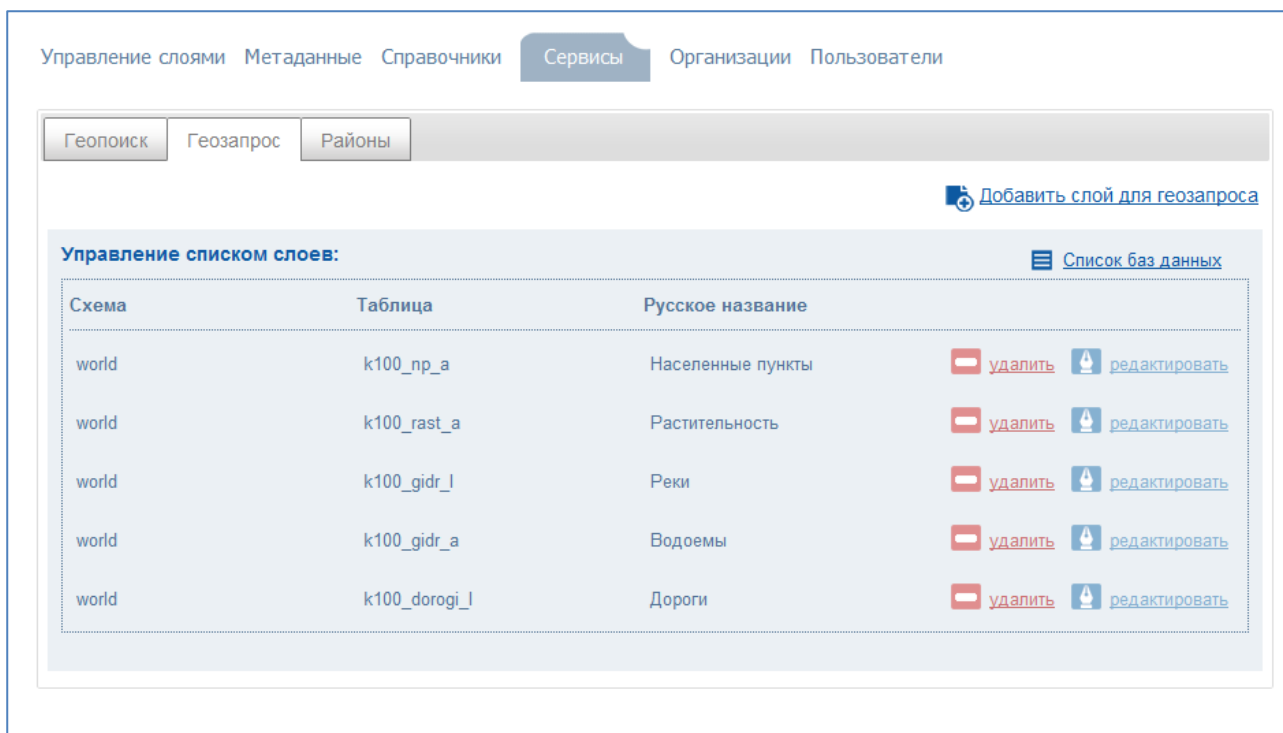 Управление слоями Метаданные Справочники Сервисы Организации Пользователи
Геопоиск Геозапрос Районы
Добавить слой для геозапроса
Управление списком слоев: Список баз данных
Схема Таблица Русское название
world k100_np_a Населенные пункты удалить редактировать
world k100_rast_a Растительность удалить редактировать
world k100_gidr_l Реки удалить редактировать
world k100_gidr_a Водоемы удалить редактировать
world k100_dorogi_l Дороги удалить редактировать